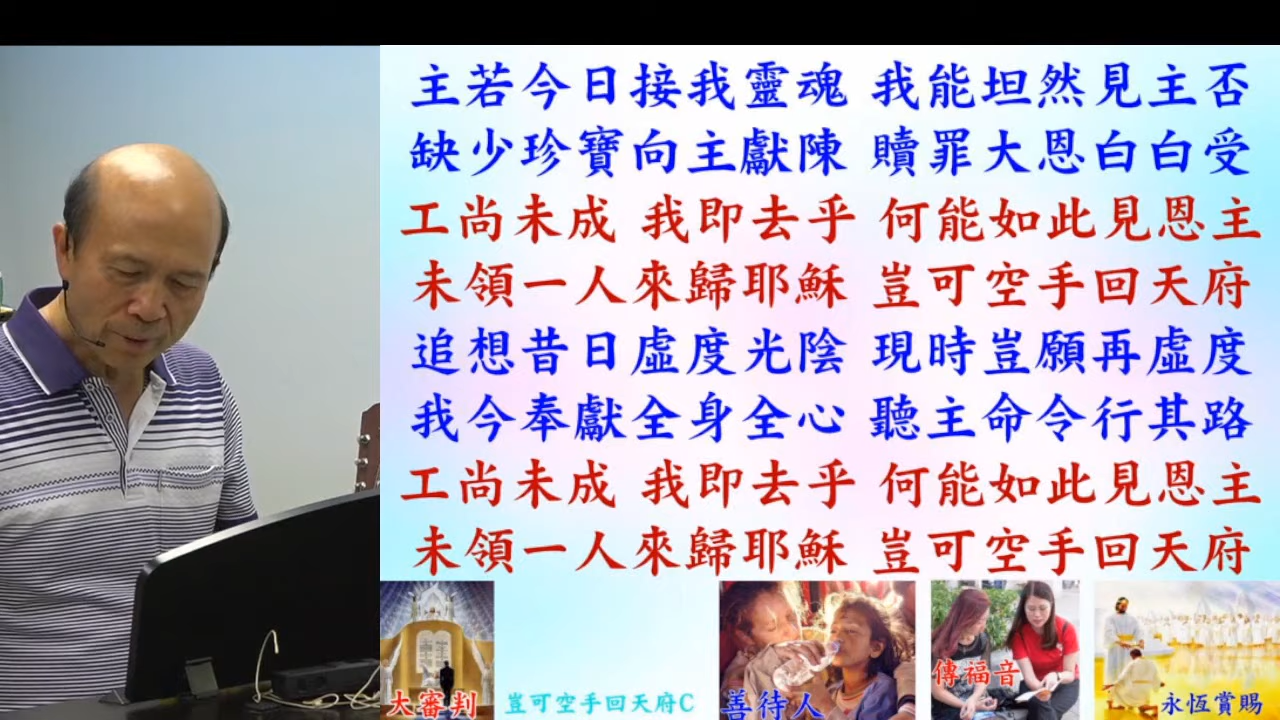 主若今日接我靈魂 我能坦然見主否
缺少珍寶向主獻陳 贖罪大恩白白受
工尚未成 我即去乎 何能如此見恩主
未領一人來歸耶穌 豈可空手回天府
追想昔日虛度光陰 現時豈願再虛度
我今奉獻全身全心 聽主命令行其路
工尚未成 我即去乎 何能如此見恩主
未領一人來歸耶穌 豈可空手回天府
大審判
豈可空手回天府C
善待人
傳福音
永恆賞賜